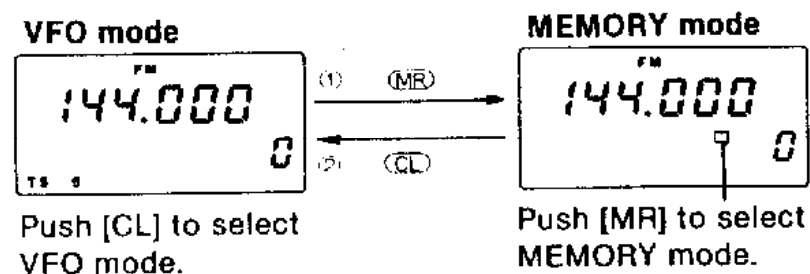 VFO mode
FM
144.000
0
TS 5
Push [CL] to select
VFO mode.
(1) MR
(2) CL
MEMORY mode
FM
144.000
0
Push [MR] to select
MEMORY mode.